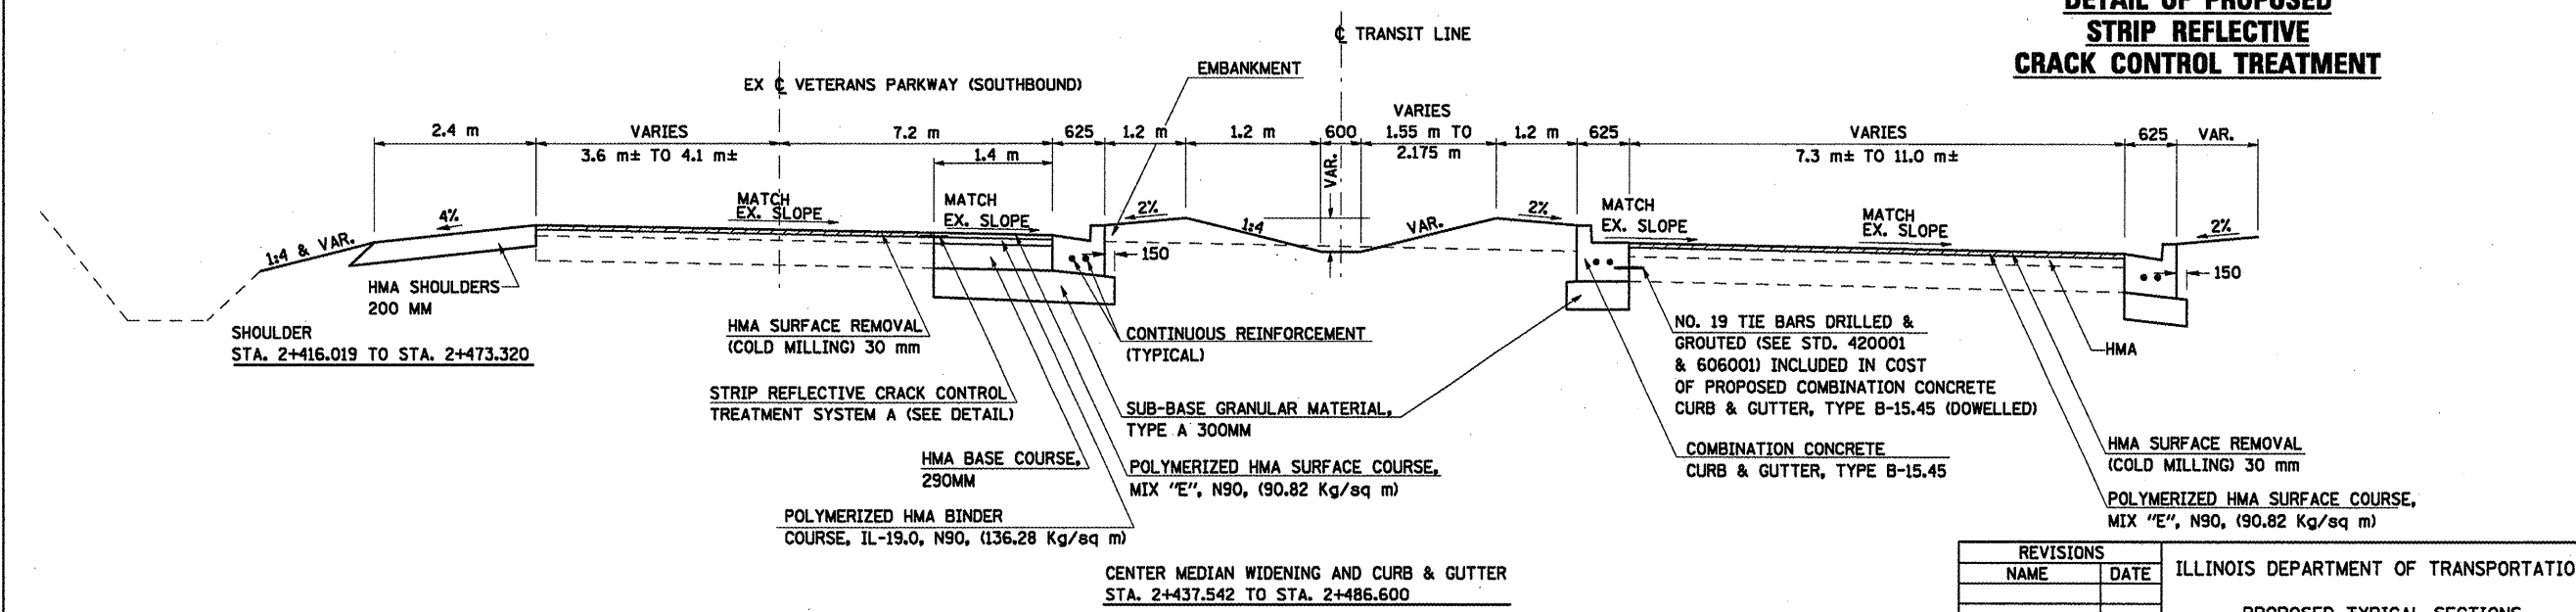 DETAIL OF PROPOSED
STRIP REFLECTIVE
CRACK CONTROL TREATMENT
℄ TRANSIT LINE
EX ℄ VETERANS PARKWAY (SOUTHBOUND)
EMBANKMENT
2.4 m
VARIES
3.6 m± TO 4.1 m±
7.2 m
1.4 m
625
1.2 m
1.2 m
600
VARIES
1.55 m TO
2.175 m
1.2 m
625
VARIES
7.3 m± TO 11.0 m±
625
VAR.
VAR.
1:4 & VAR.
4%
MATCH
EX. SLOPE
MATCH
EX. SLOPE
2%
1:4
VAR.
2%
MATCH
EX. SLOPE
MATCH
EX. SLOPE
2%
150
150
HMA SHOULDERS
200 MM
SHOULDER
STA. 2+416.019 TO STA. 2+473.320
HMA SURFACE REMOVAL
(COLD MILLING) 30 mm
STRIP REFLECTIVE CRACK CONTROL
TREATMENT SYSTEM A (SEE DETAIL)
HMA BASE COURSE,
290MM
POLYMERIZED HMA BINDER
COURSE, IL-19.0, N90, (136.28 Kg/sq m)
CONTINUOUS REINFORCEMENT
(TYPICAL)
SUB-BASE GRANULAR MATERIAL,
TYPE A 300MM
POLYMERIZED HMA SURFACE COURSE,
MIX "E", N90, (90.82 Kg/sq m)
NO. 19 TIE BARS DRILLED &
GROUTED (SEE STD. 420001
& 606001) INCLUDED IN COST
OF PROPOSED COMBINATION CONCRETE
CURB & GUTTER, TYPE B-15.45 (DOWELLED)
COMBINATION CONCRETE
CURB & GUTTER, TYPE B-15.45
HMA
HMA SURFACE REMOVAL
(COLD MILLING) 30 mm
POLYMERIZED HMA SURFACE COURSE,
MIX "E", N90, (90.82 Kg/sq m)
CENTER MEDIAN WIDENING AND CURB & GUTTER
STA. 2+437.542 TO STA. 2+486.600
REVISIONS
NAME DATE
ILLINOIS DEPARTMENT OF TRANSPORTATIO
PROPOSED TYPICAL SECTIONS